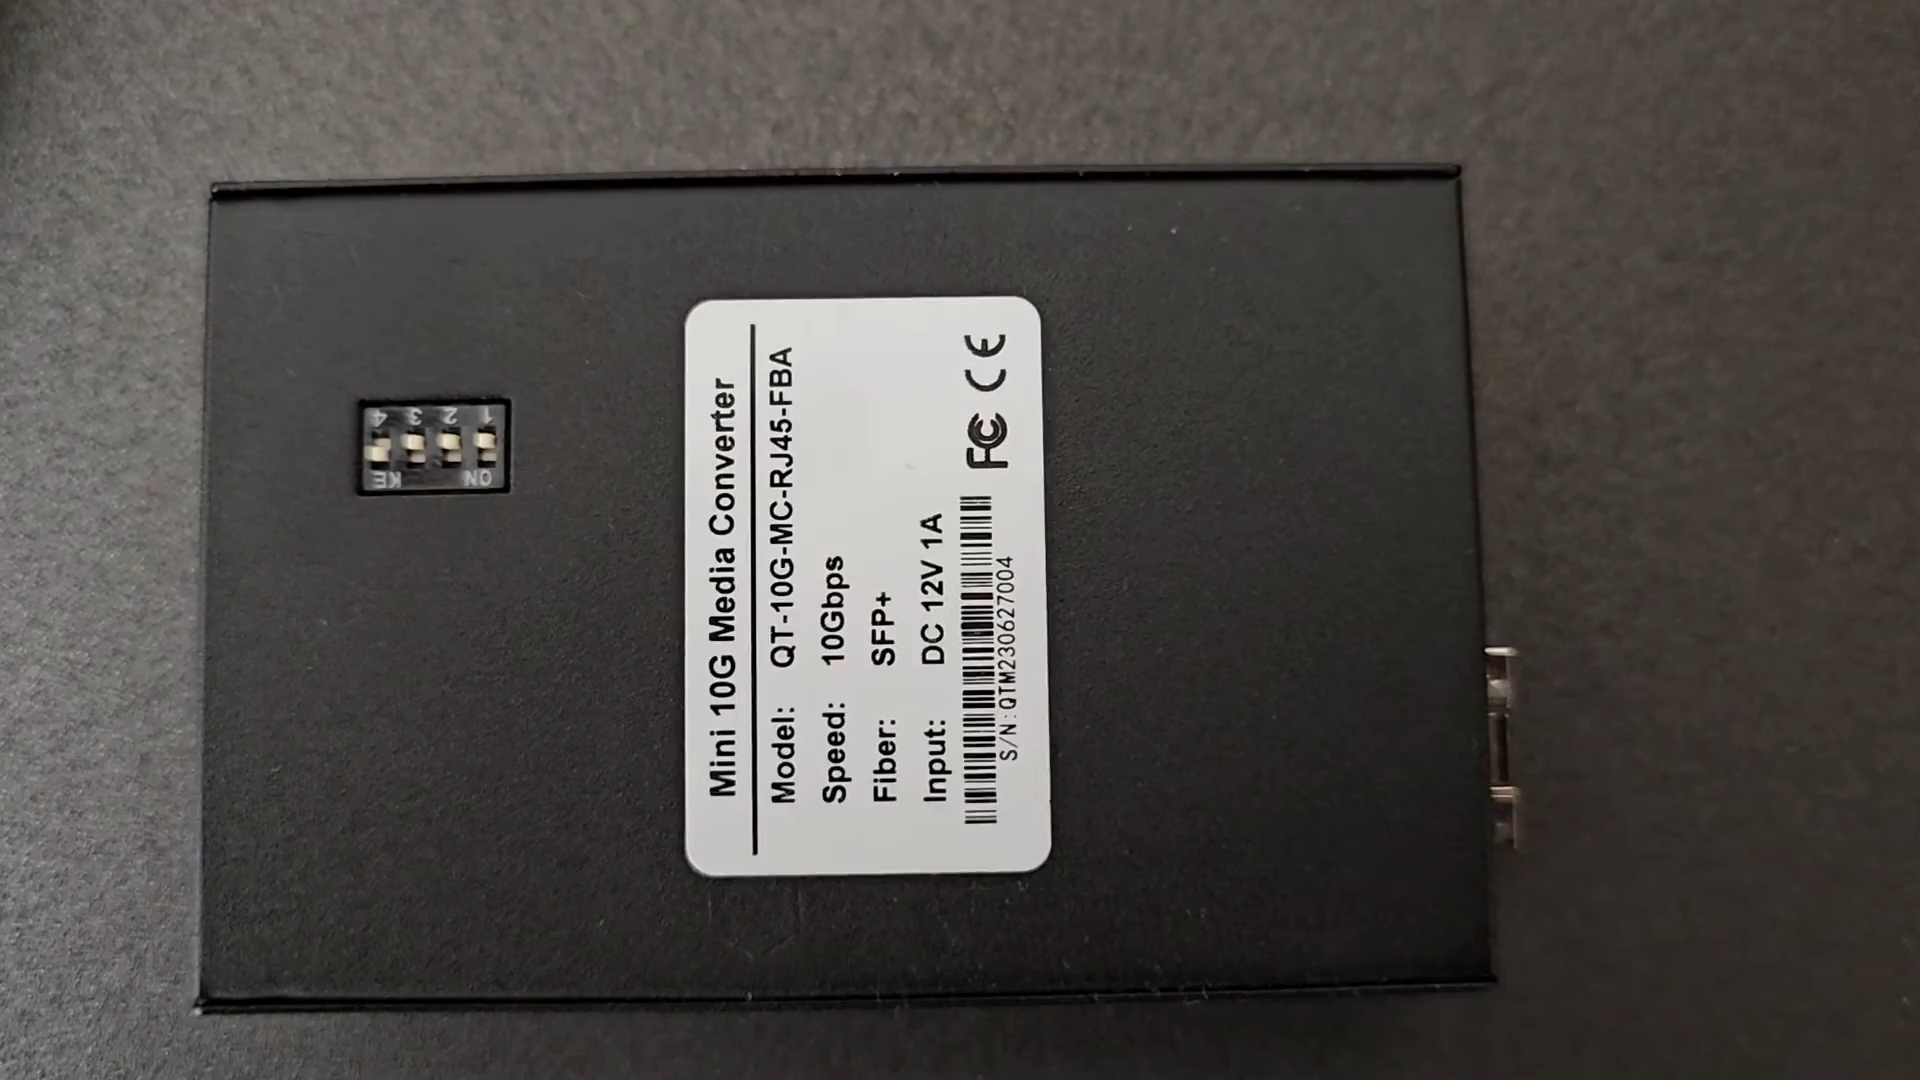 Mini 10G Media Converter
Model: QT-10G-MC-RJ45-FBA
Speed: 10Gbps
Fiber: SFP+
Input: DC 12V 1A
S/N:QTM230627004
FC CE
ON KE
1 2 3 4